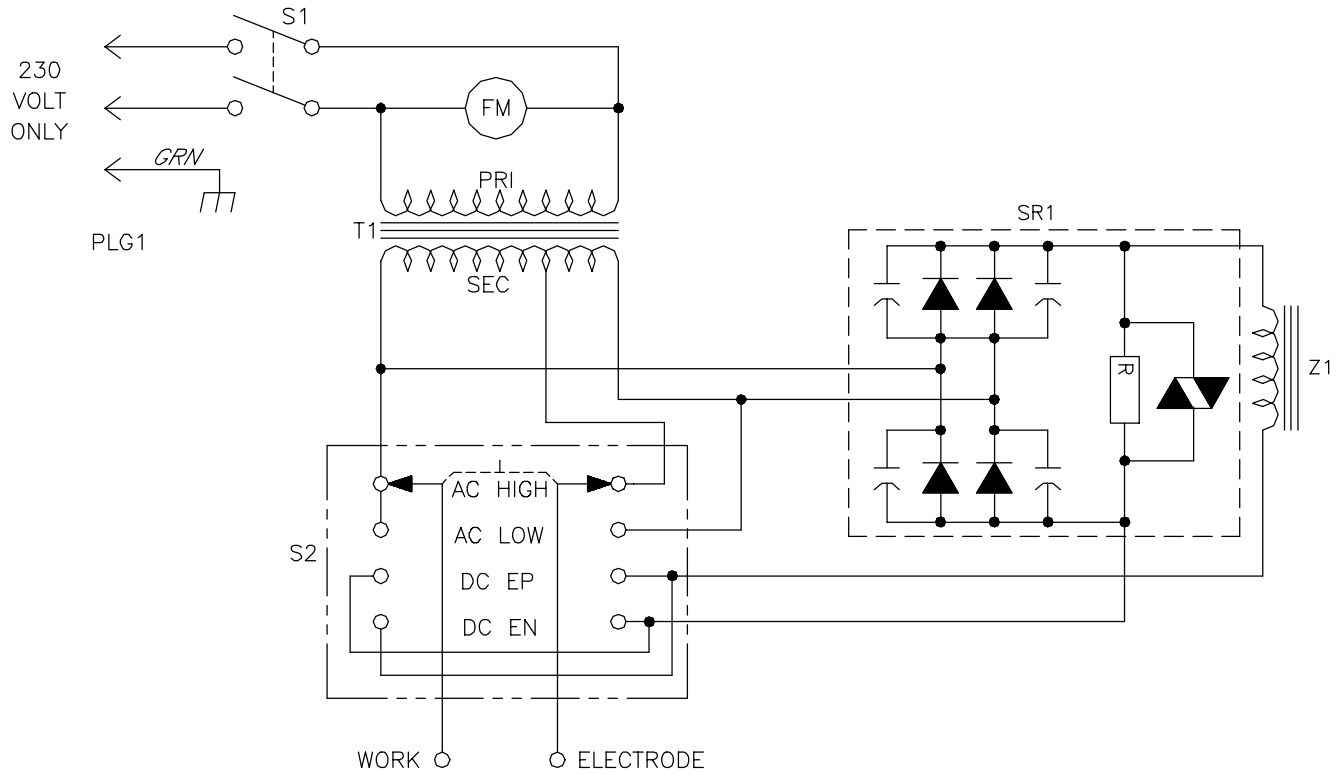 S1
230
VOLT
ONLY
FM
GRN
PLG1
PRI
T1
SEC
SR1
R
Z1
S2
AC HIGH
AC LOW
DC EP
DC EN
WORK
ELECTRODE